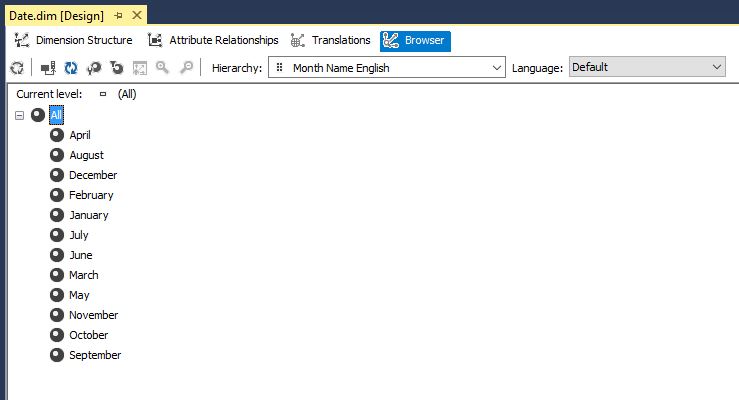 Date.dim [Design]
Dimension Structure Attribute Relationships Translations Browser
Hierarchy: Month Name English Language: Default
Current level: (All)
All
April
August
December
February
January
July
June
March
May
November
October
September